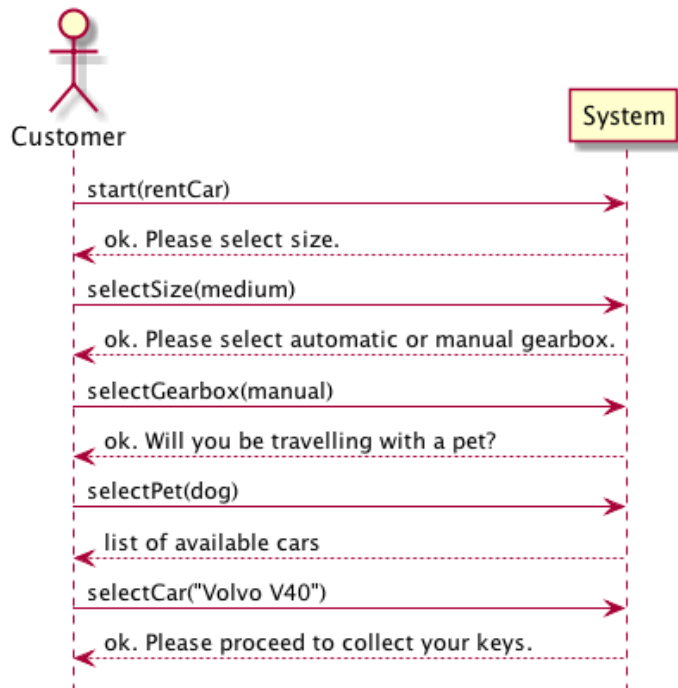 Customer
System
start(rentCar)
ok. Please select size.
selectSize(medium)
ok. Please select automatic or manual gearbox.
selectGearbox(manual)
ok. Will you be travelling with a pet?
selectPet(dog)
list of available cars
selectCar("Volvo V40")
ok. Please proceed to collect your keys.